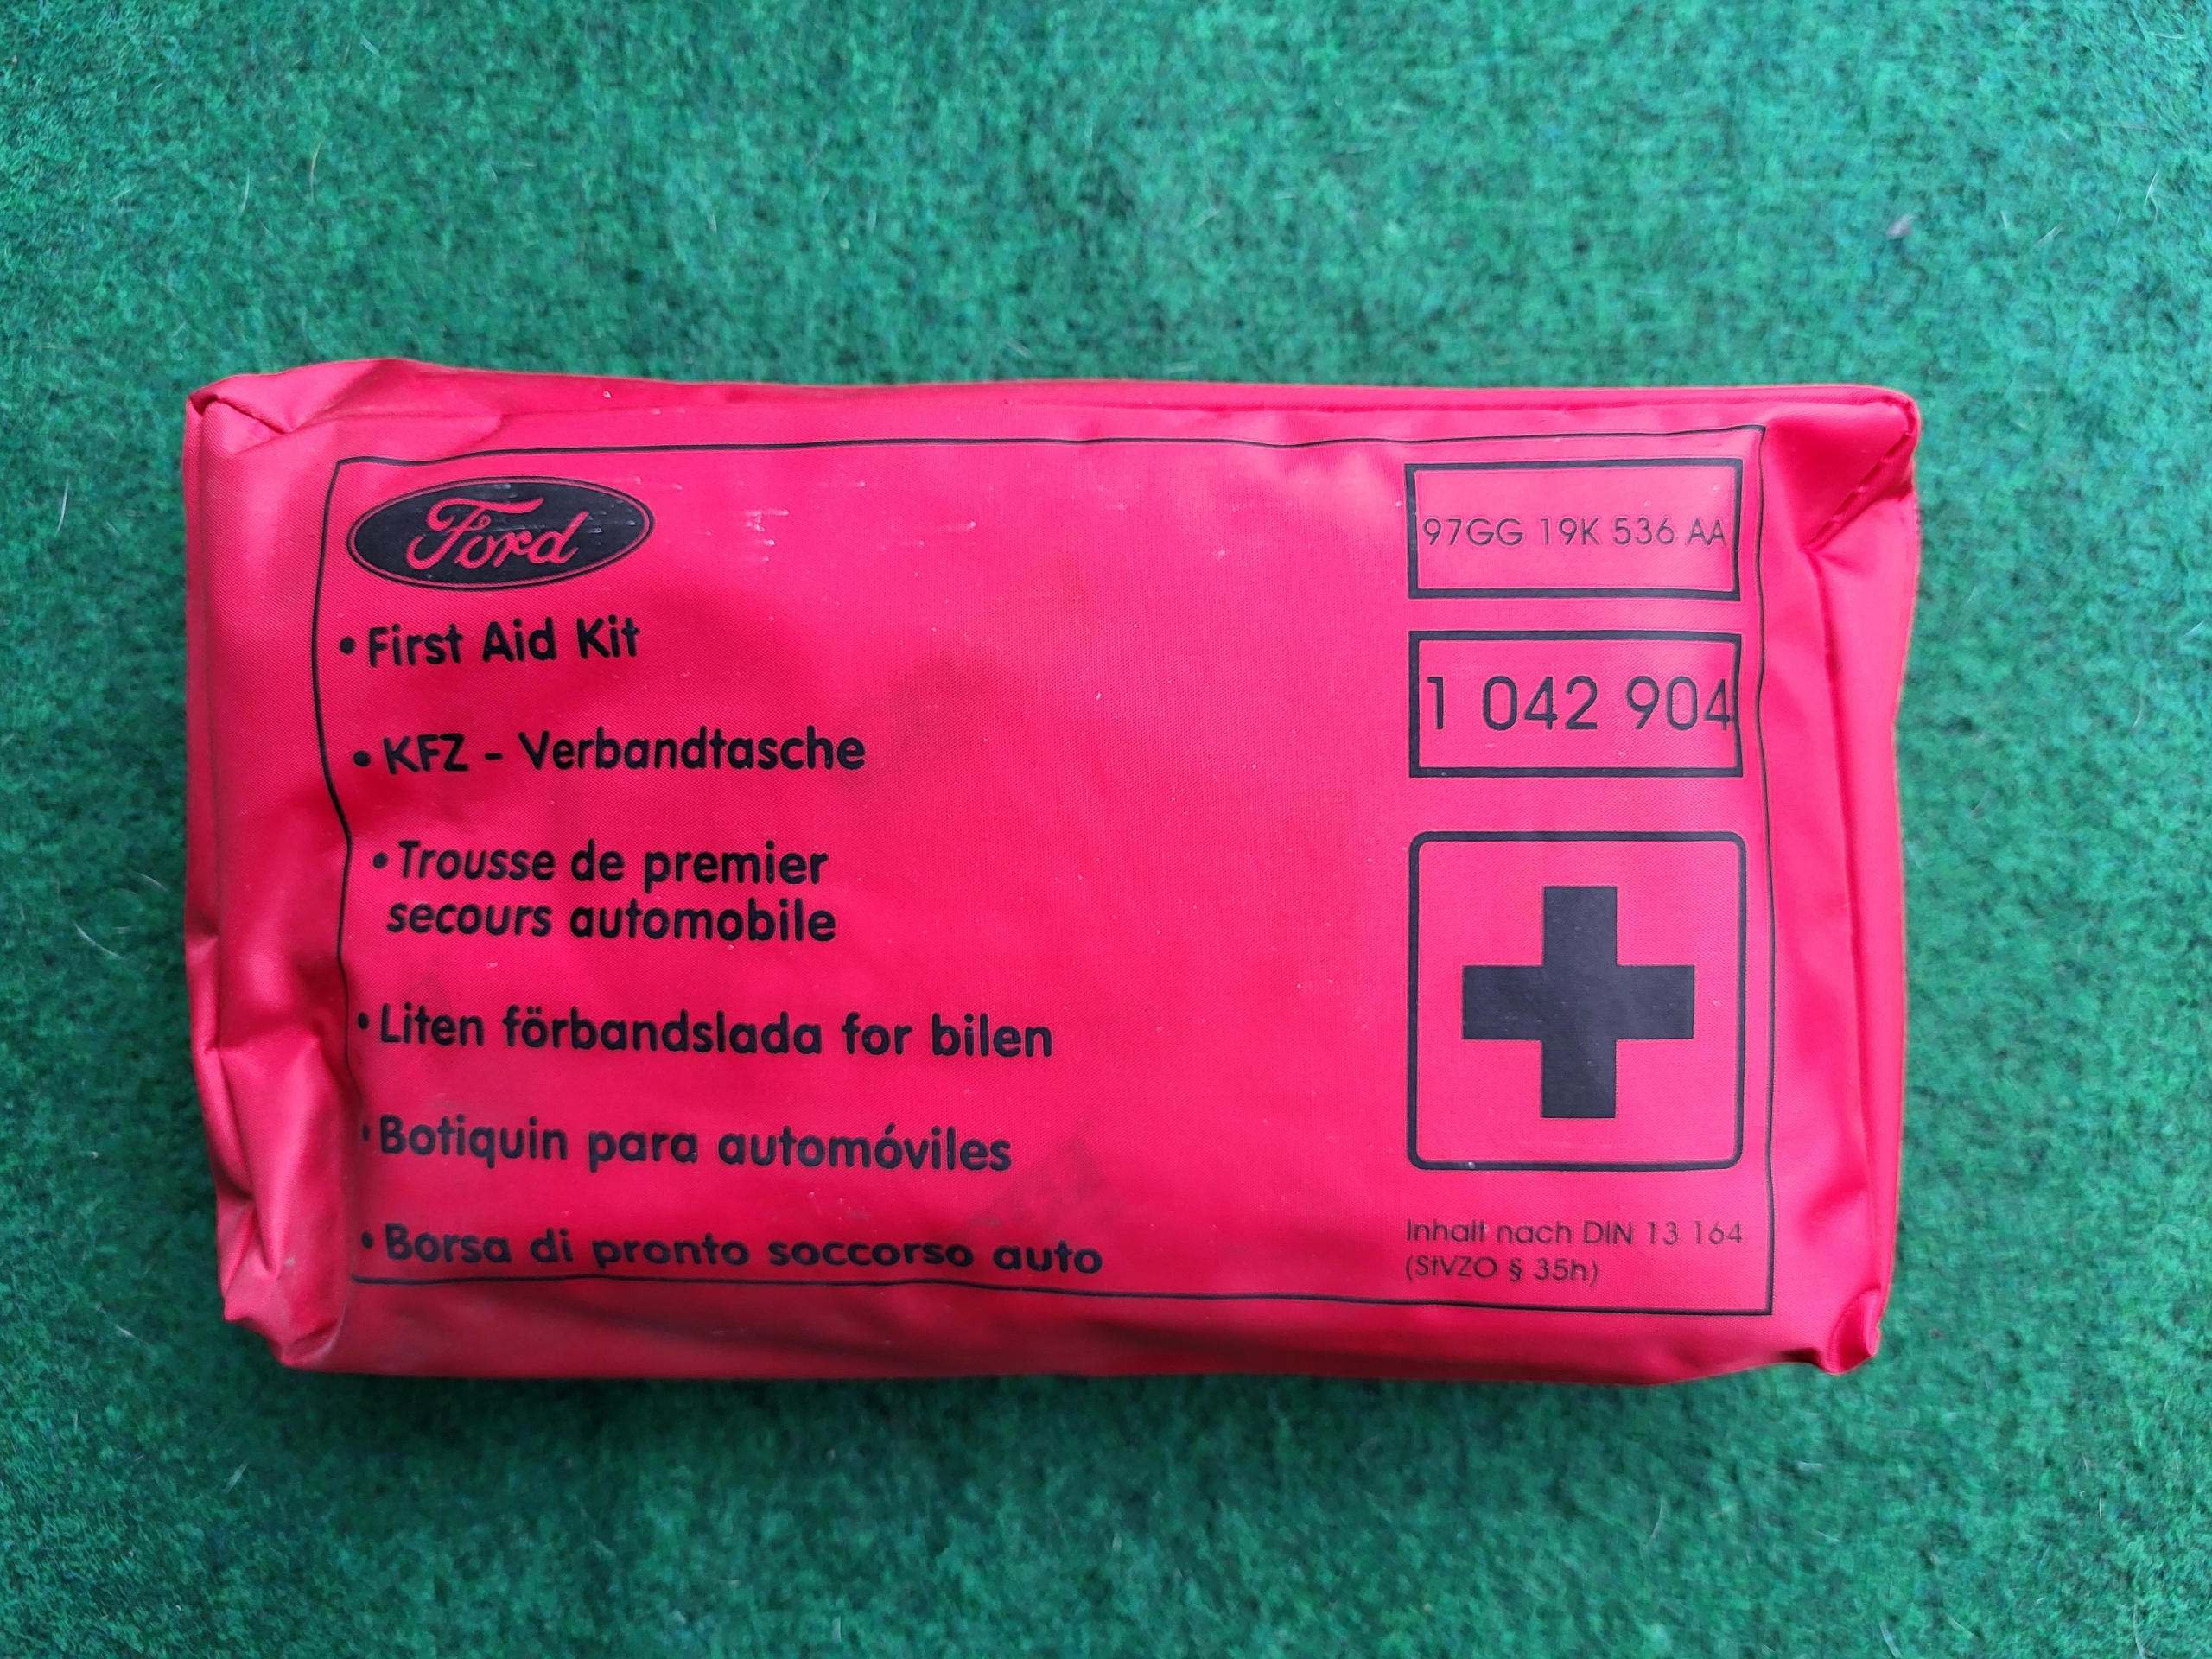 Ford
• First Aid Kit
• KFZ - Verbandtasche
• Trousse de premier
secours automobile
• Liten förbandslada for bilen
• Botiquin para automóviles
• Borsa di pronto soccorso auto
97GG 19K 536 AA
1 042 904
Inhalt nach DIN 13 164
(StVZO § 35h)